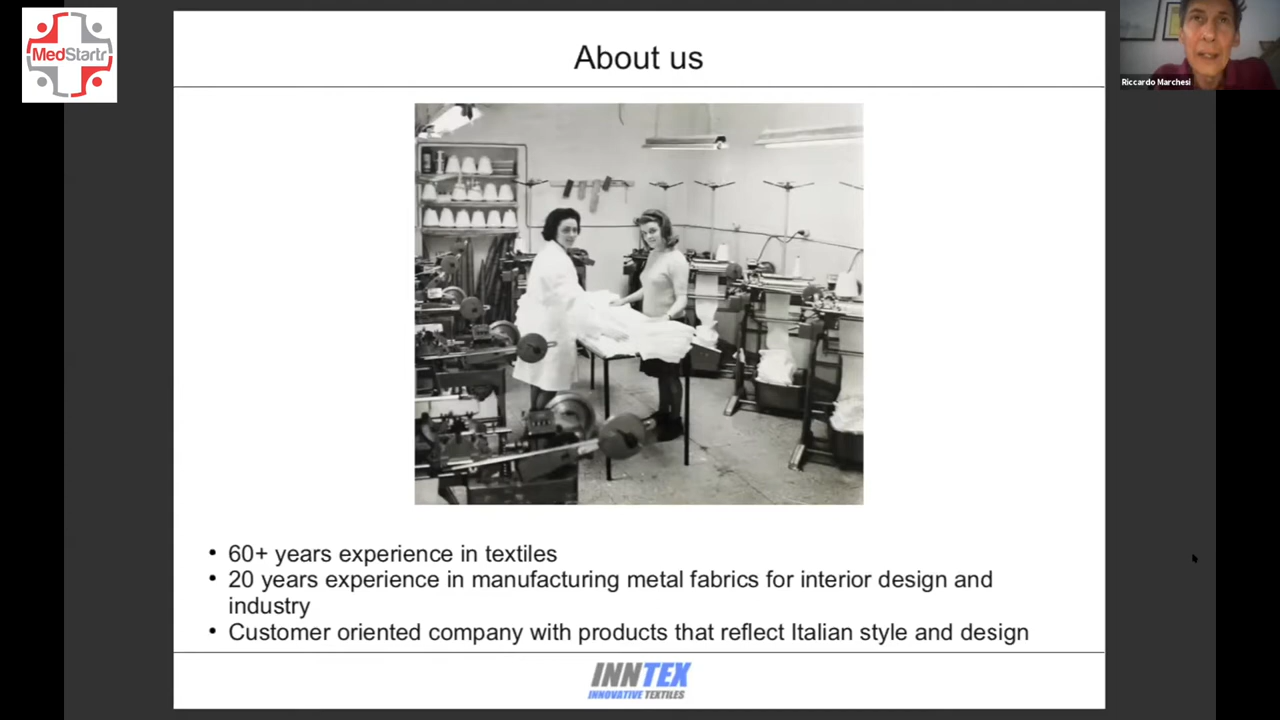 MedStartr
About us
Riccardo Marchesi
• 60+ years experience in textiles
• 20 years experience in manufacturing metal fabrics for interior design and
industry
• Customer oriented company with products that reflect Italian style and design
INNTEX
INNOVATIVE TEXTILES